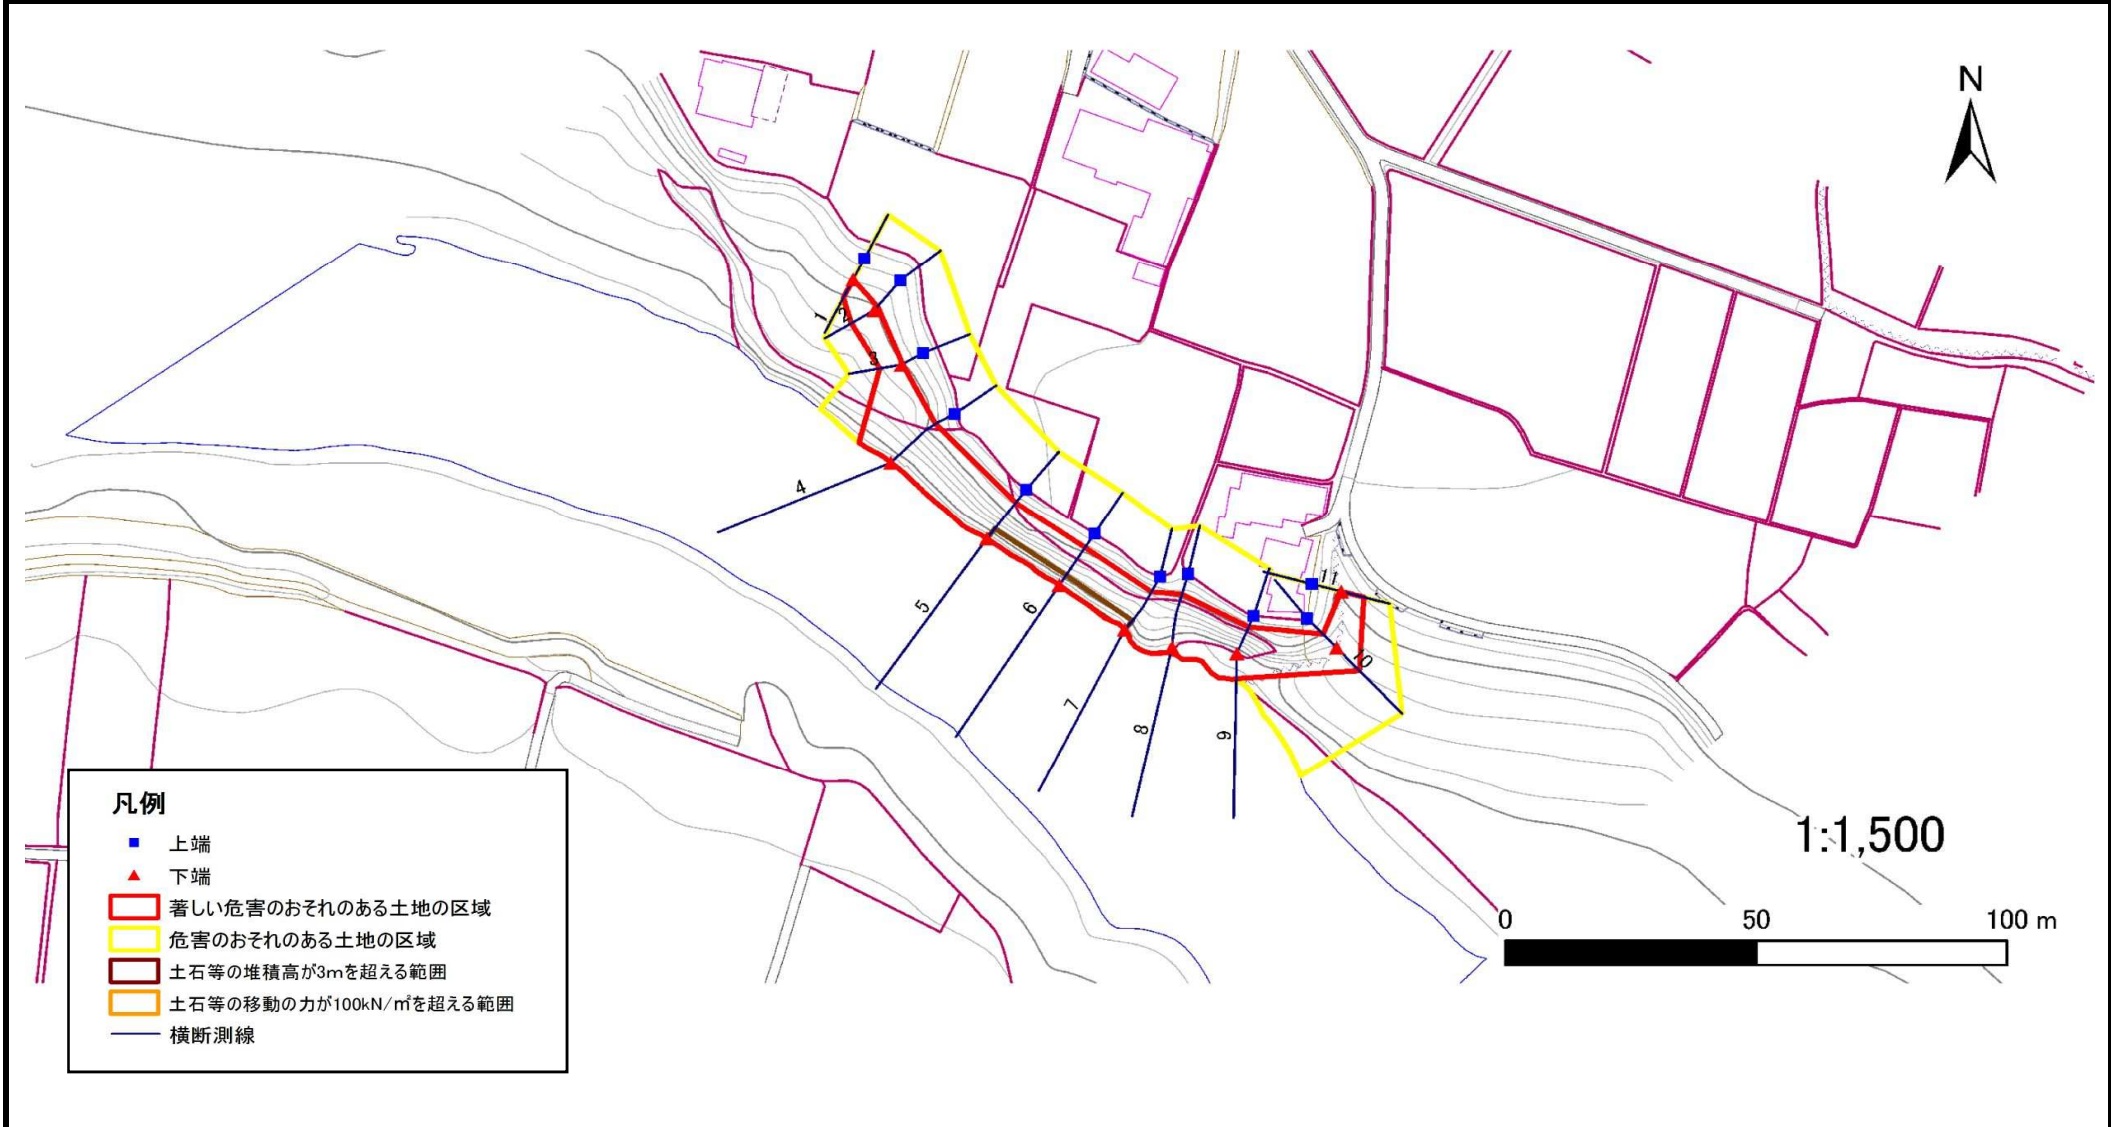 N
1
2
3
4
5
6
7
8
9
10
11
凡例
上端
下端
著しい危害のおそれのある土地の区域
危害のおそれのある土地の区域
土石等の堆積高が3mを超える範囲
土石等の移動の力が100kN/㎡を超える範囲
横断測線
1:1,500
0 50 100 m